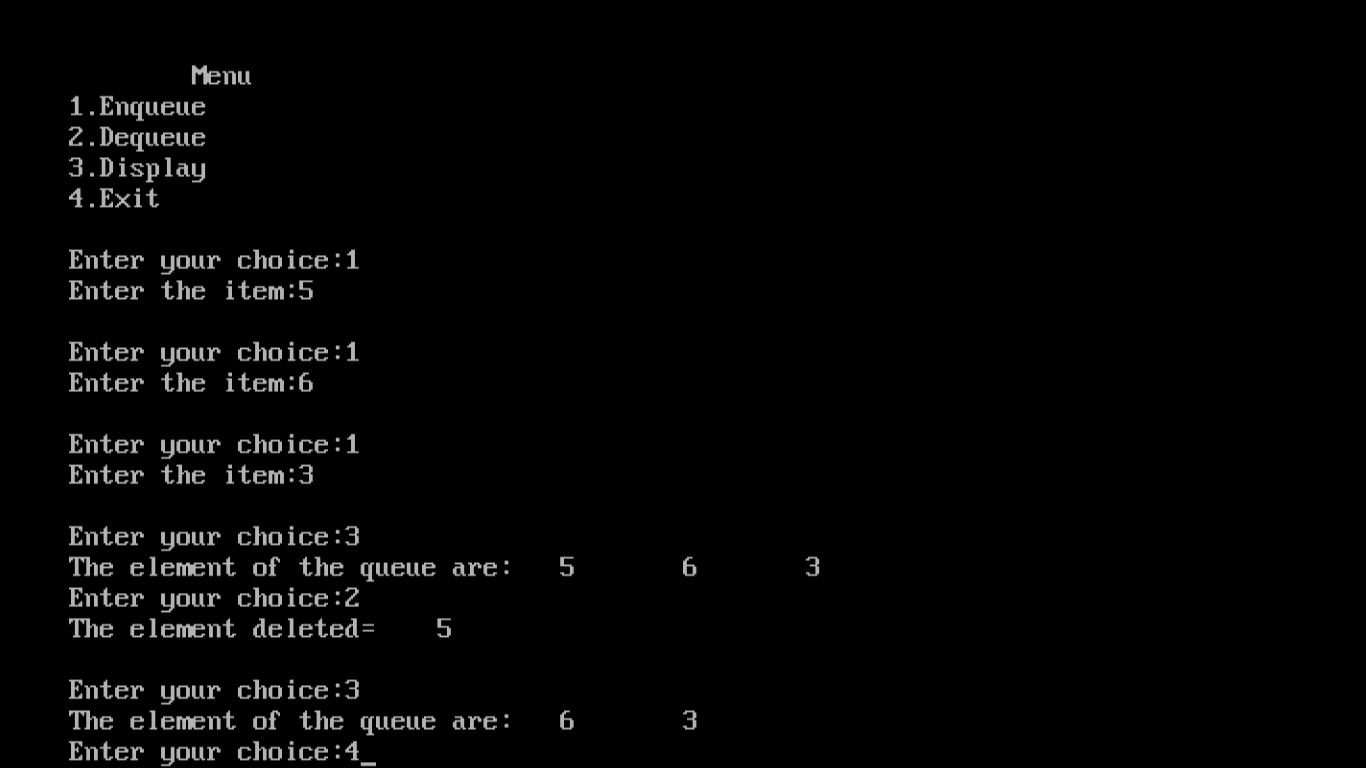 Menu
1.Enqueue
2.Dequeue
3.Display
4.Exit
Enter your choice:1
Enter the item:5
Enter your choice:1
Enter the item:6
Enter your choice:1
Enter the item:3
Enter your choice:3
The element of the queue are: 5 6 3
Enter your choice:2
The element deleted= 5
Enter your choice:3
The element of the queue are: 6 3
Enter your choice:4_